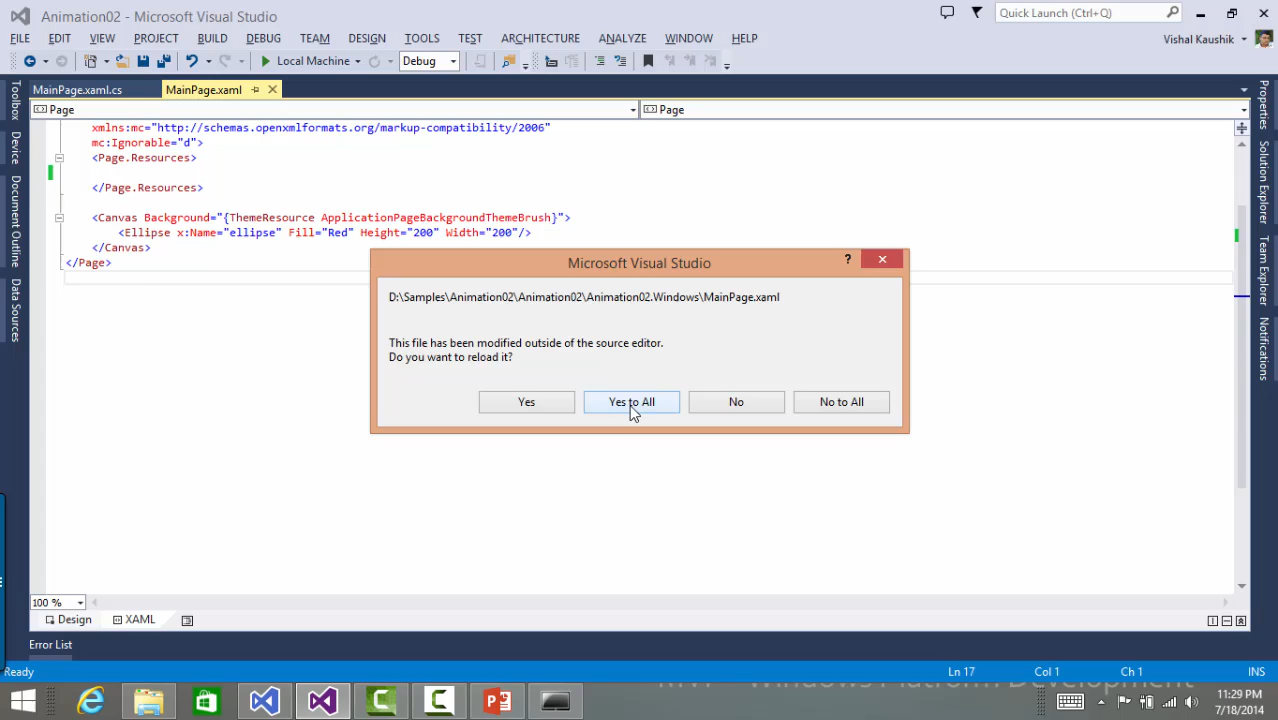 Animation02 - Microsoft Visual Studio
Quick Launch (Ctrl+Q)
FILE EDIT VIEW PROJECT BUILD DEBUG TEAM DESIGN TOOLS TEST ARCHITECTURE ANALYZE WINDOW HELP
Vishal Kaushik
Local Machine
Debug
MainPage.xaml.cs
MainPage.xaml
Page
Page
xmlns:mc="http://schemas.openxmlformats.org/markup-compatibility/2006"
mc:Ignorable="d">
<Page.Resources>
</Page.Resources>
<Canvas Background="{ThemeResource ApplicationPageBackgroundThemeBrush}">
<Ellipse x:Name="ellipse" Fill="Red" Height="200" Width="200"/>
</Canvas>
</Page>
Toolbox
Device
Document Outline
Data Sources
Properties
Solution Explorer
Team Explorer
Notifications
Microsoft Visual Studio
?
D:\Samples\Animation02\Animation02\Animation02.Windows\MainPage.xaml
This file has been modified outside of the source editor.
Do you want to reload it?
Yes
Yes to All
No
No to All
100 %
Design
XAML
Error List
Ready
Ln 17
Col 1
Ch 1
INS
MVP - Windows Platform Development
11:29 PM
7/18/2014